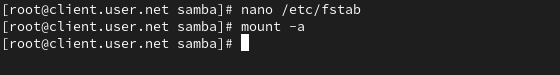 [root@client.user.net samba]# nano /etc/fstab
[root@client.user.net samba]# mount -a
[root@client.user.net samba]#